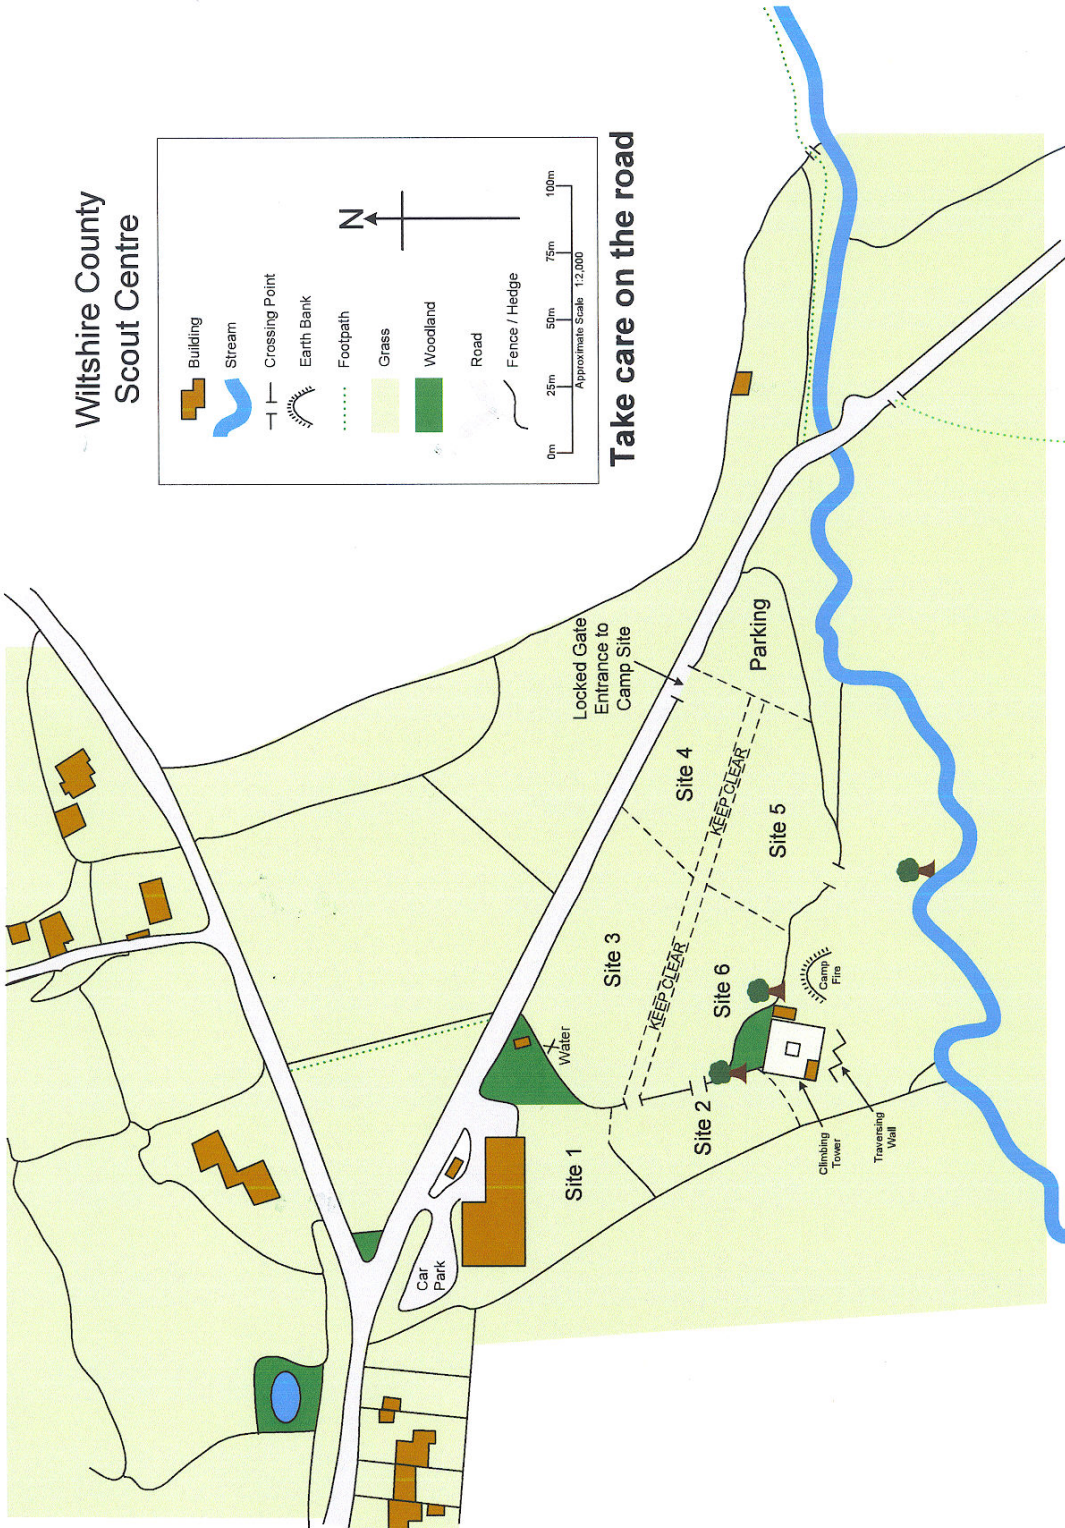 Wiltshire County
Scout Centre
Building
Stream
Crossing Point
Earth Bank
Footpath
Grass
Woodland
Road
Fence / Hedge
N
0m 25m 50m 75m 100m
Approximate Scale 1:2,000
Take care on the road
Locked Gate
Entrance to
Camp Site
Parking
Site 4
KEEP CLEAR
Site 5
Site 3
KEEP CLEAR
Site 6
Camp
Fire
Water
Site 2
Site 1
Climbing
Tower
Traversing
Wall
Car
Park